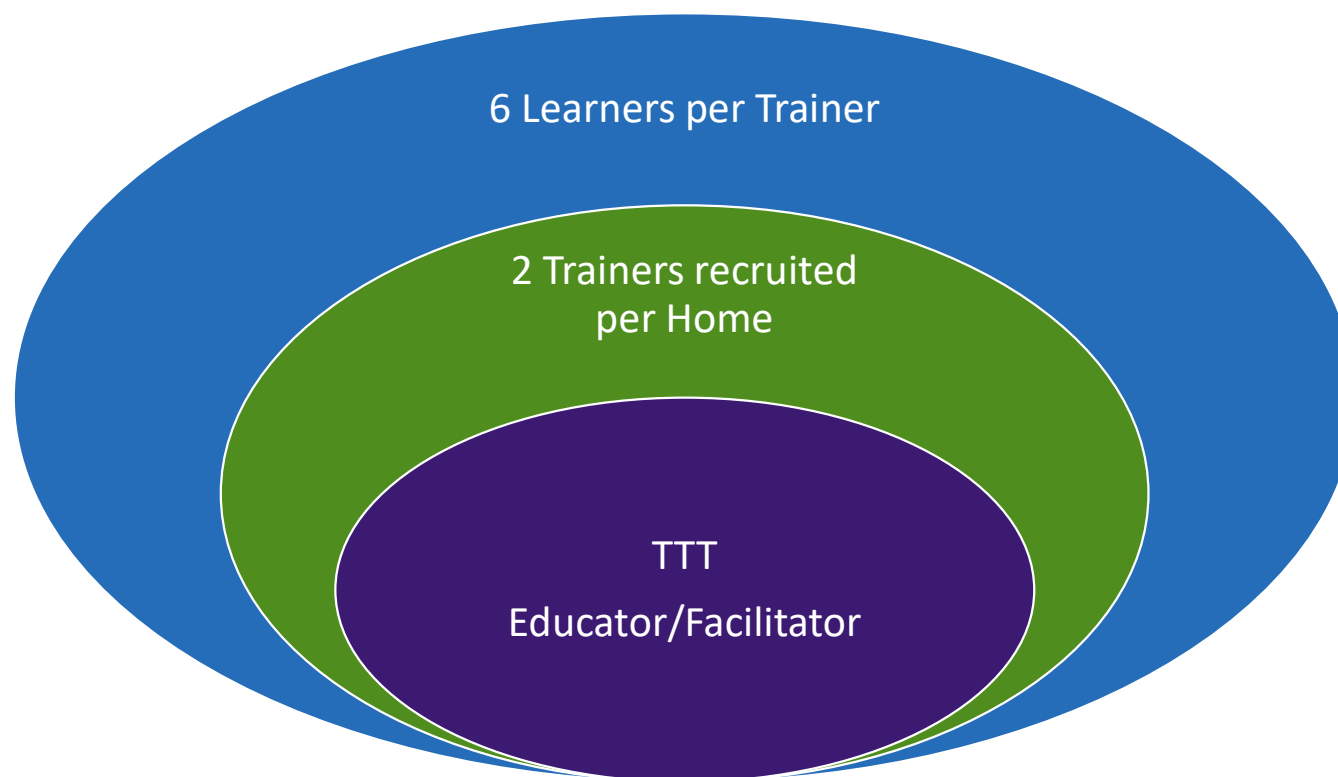 6 Learners per Trainer
2 Trainers recruited
per Home
TTT
Educator/Facilitator